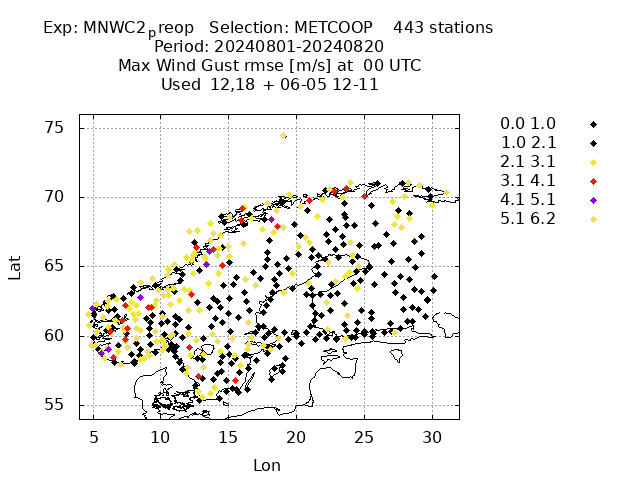 Exp: MNWC2preop Selection: METCOOP 443 stations
Period: 20240801-20240820
Max Wind Gust rmse [m/s] at 00 UTC
Used 12,18 + 06-05 12-11
75
70
65
60
55
Lat
5 10 15 20 25 30
Lon
0.0 1.0
1.0 2.1
2.1 3.1
3.1 4.1
4.1 5.1
5.1 6.2